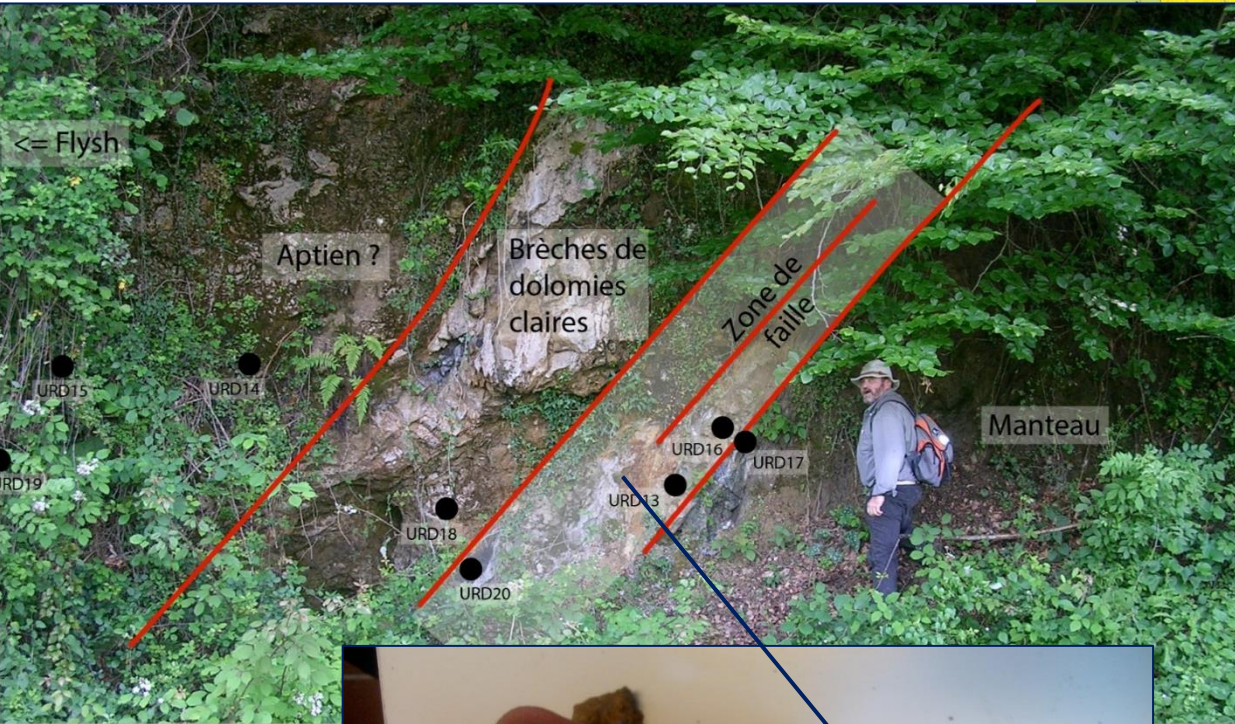 <= Flysh
Aptien ?
Brèches de
dolomies
claires
Zone de
faille
Manteau
URD15
URD14
URD19
URD18
URD20
URD13
URD16
URD17